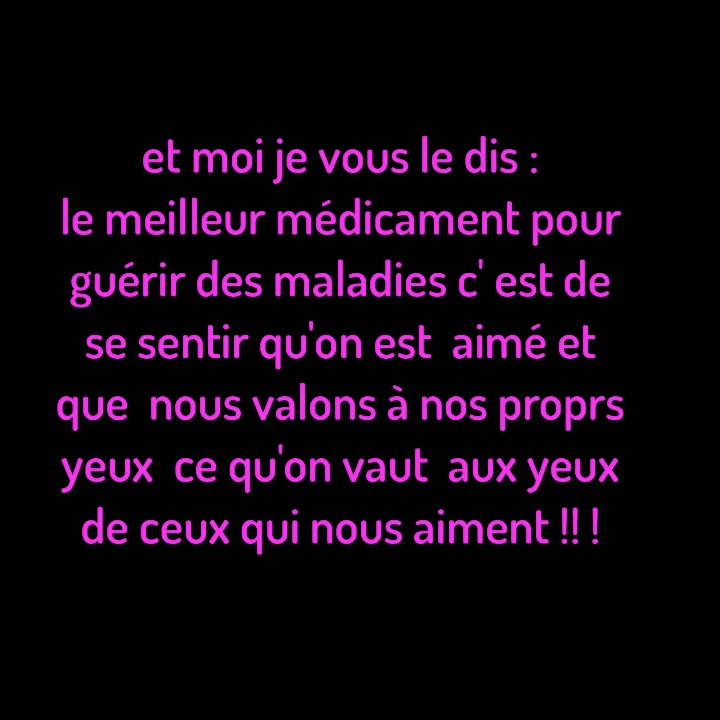 et moi je vous le dis :
le meilleur médicament pour
guérir des maladies c' est de
se sentir qu'on est  aimé et
que  nous valons à nos proprs
yeux  ce qu'on vaut  aux yeux
de ceux qui nous aiment !! !